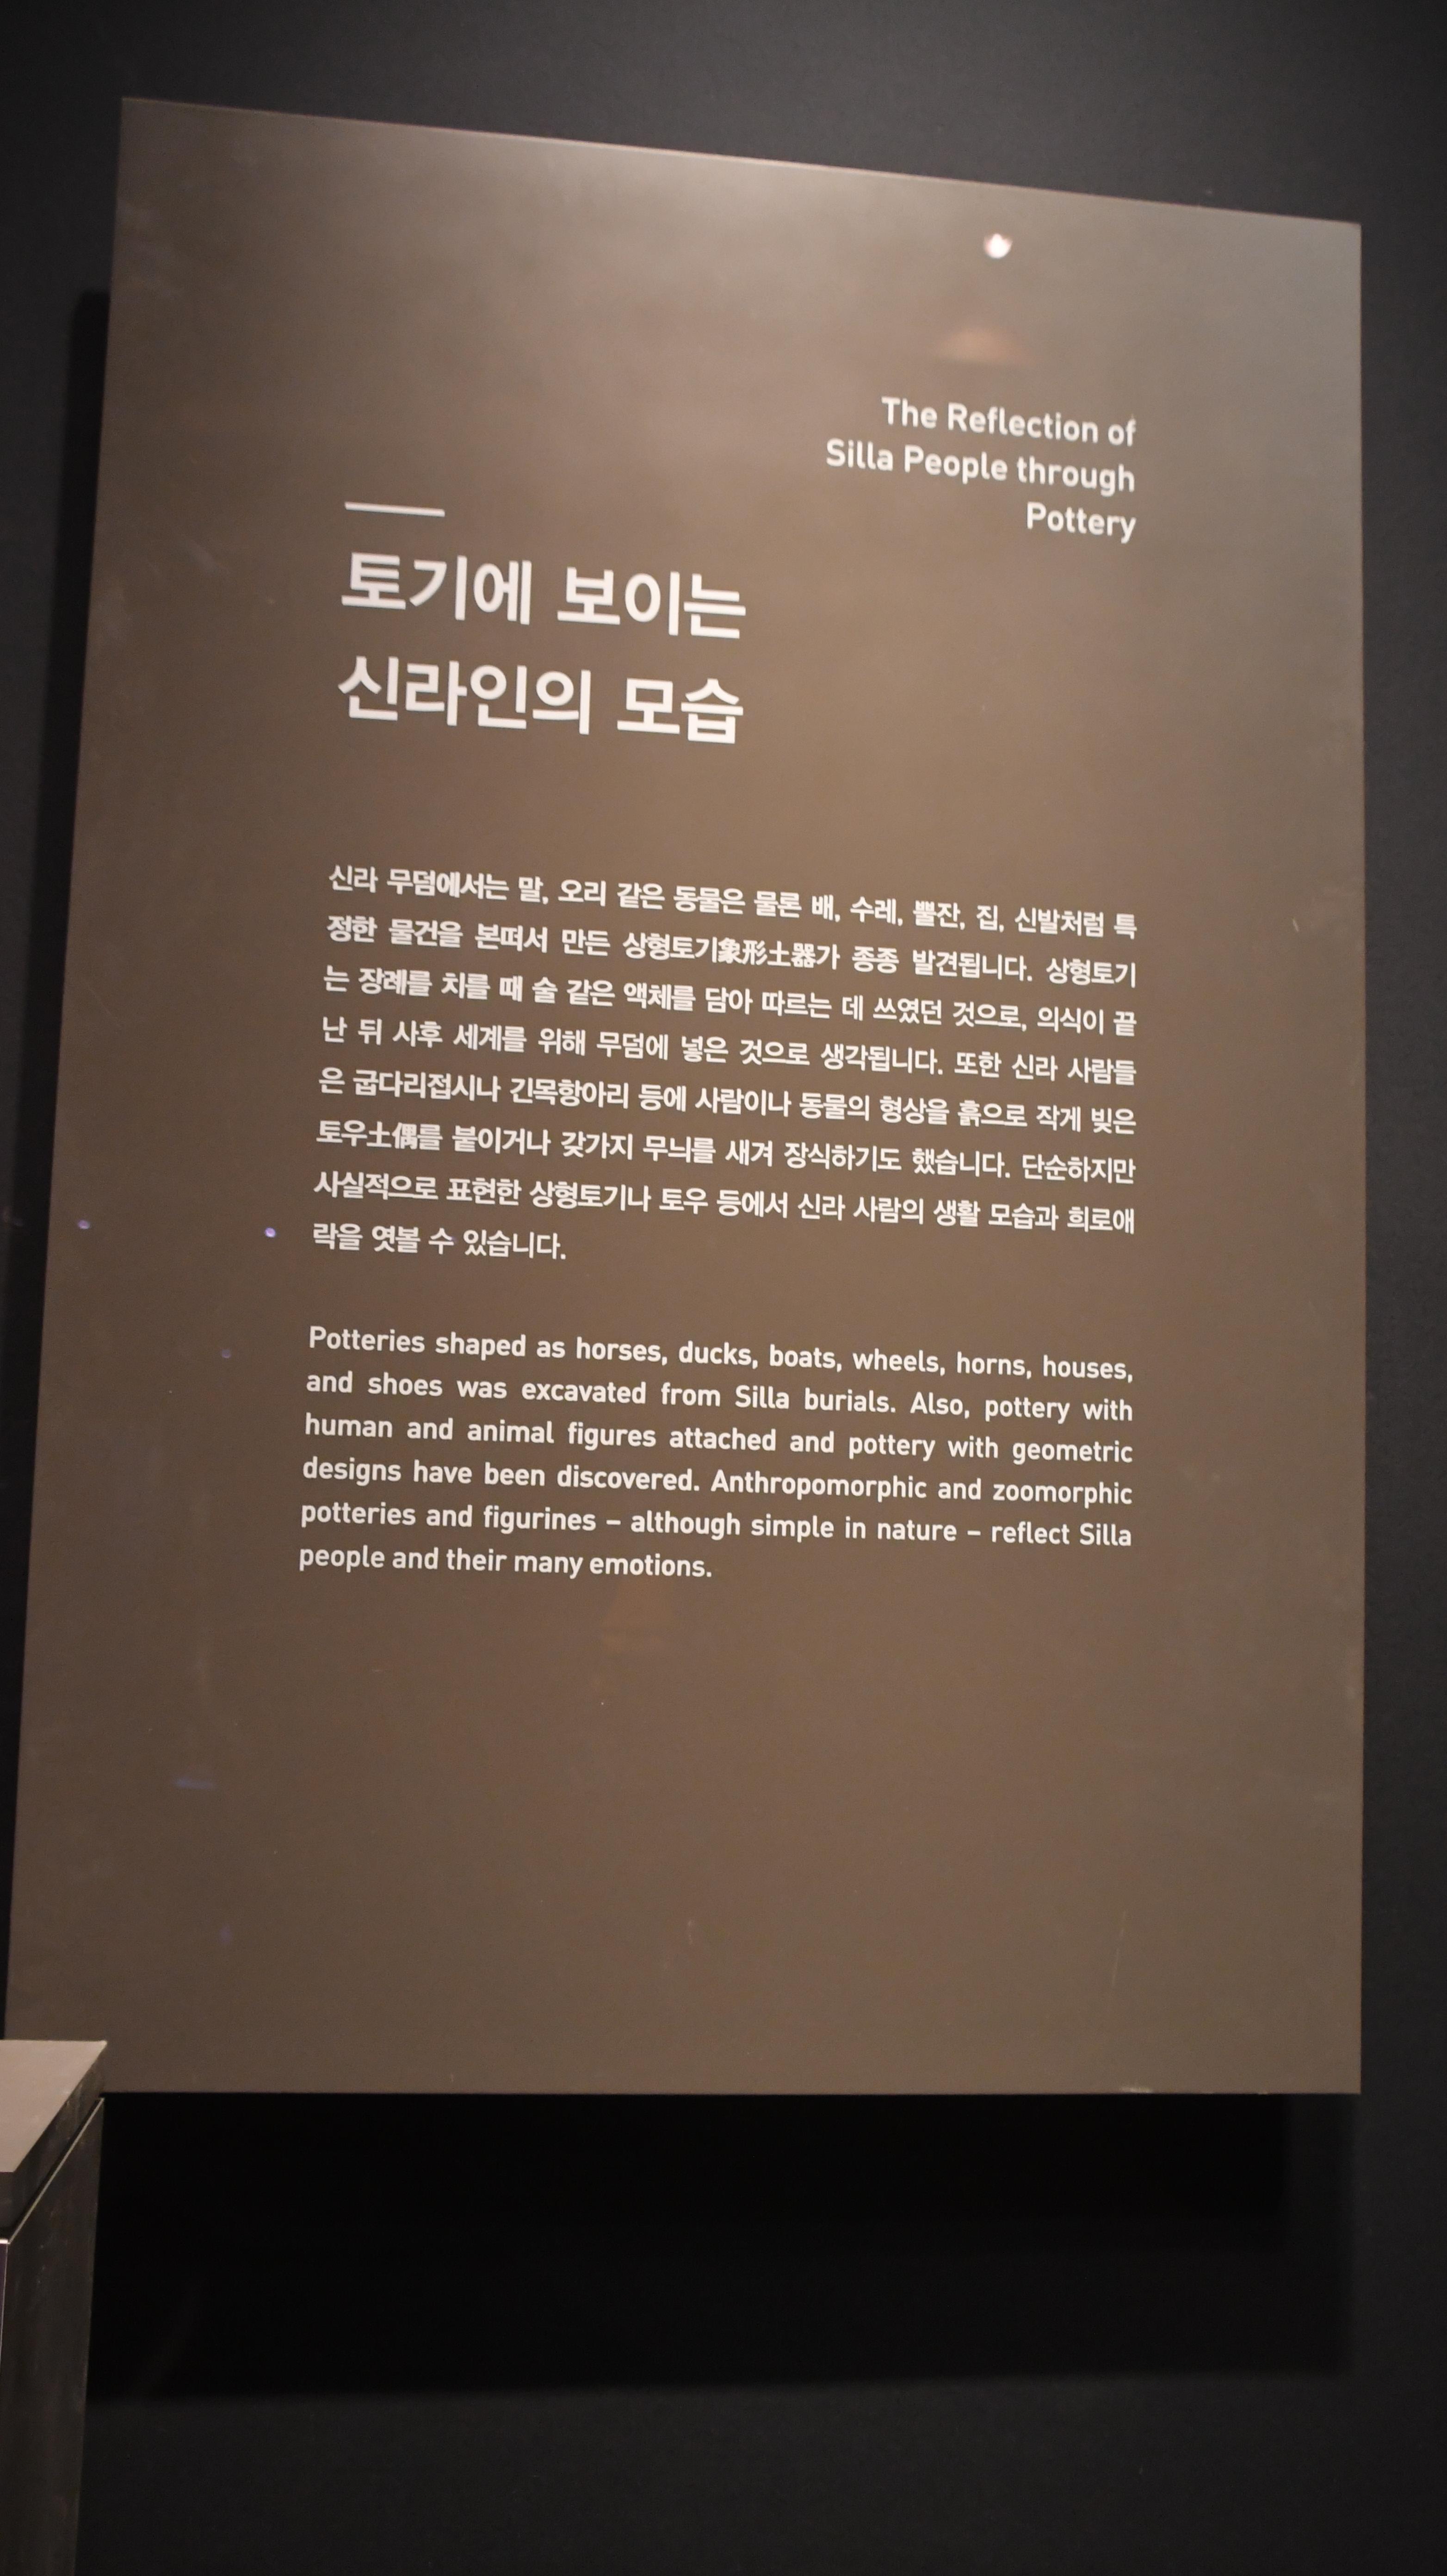 The Reflection of
Silla People through
Pottery
토기에 보이는
신라인의 모습
신라 무덤에서는 말, 오리 같은 동물은 물론 배, 수레, 뿔잔, 집, 신발처럼 특
정한 물건을 본떠서 만든 상형토기象形土器가 종종 발견됩니다. 상형토기
는 장례를 치를 때 술 같은 액체를 담아 따르는 데 쓰였던 것으로, 의식이 끝
난 뒤 사후 세계를 위해 무덤에 넣은 것으로 생각됩니다. 또한 신라 사람들
은 굽다리접시나 긴목항아리 등에 사람이나 동물의 형상을 흙으로 작게 빚은
토우土偶를 붙이거나 갖가지 무늬를 새겨 장식하기도 했습니다. 단순하지만
사실적으로 표현한 상형토기나 토우 등에서 신라 사람의 생활 모습과 희로애
락을 엿볼 수 있습니다.
Potteries shaped as horses, ducks, boats, wheels, horns, houses,
and shoes was excavated from Silla burials. Also, pottery with
human and animal figures attached and pottery with geometric
designs have been discovered. Anthropomorphic and zoomorphic
potteries and figurines – although simple in nature – reflect Silla
people and their many emotions.